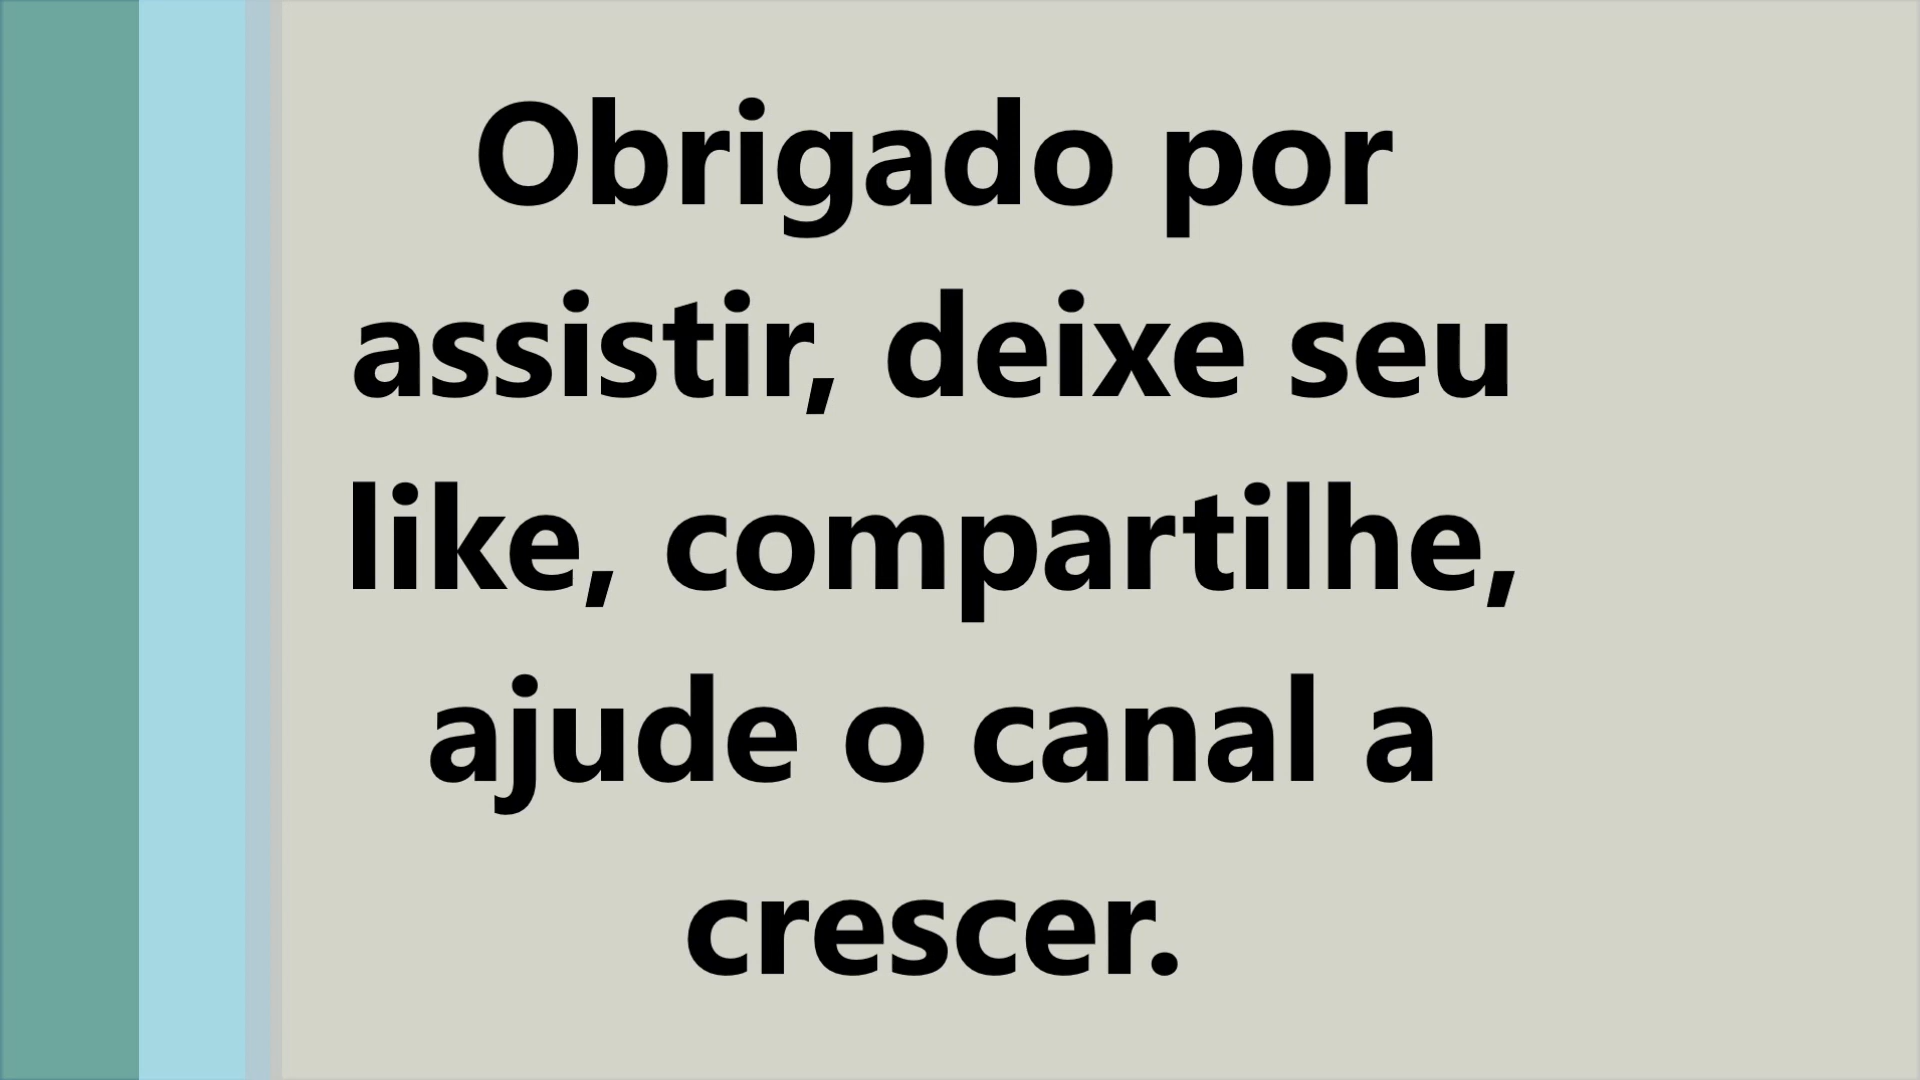 Obrigado por
assistir, deixe seu
like, compartilhe,
ajude o canal a
crescer.